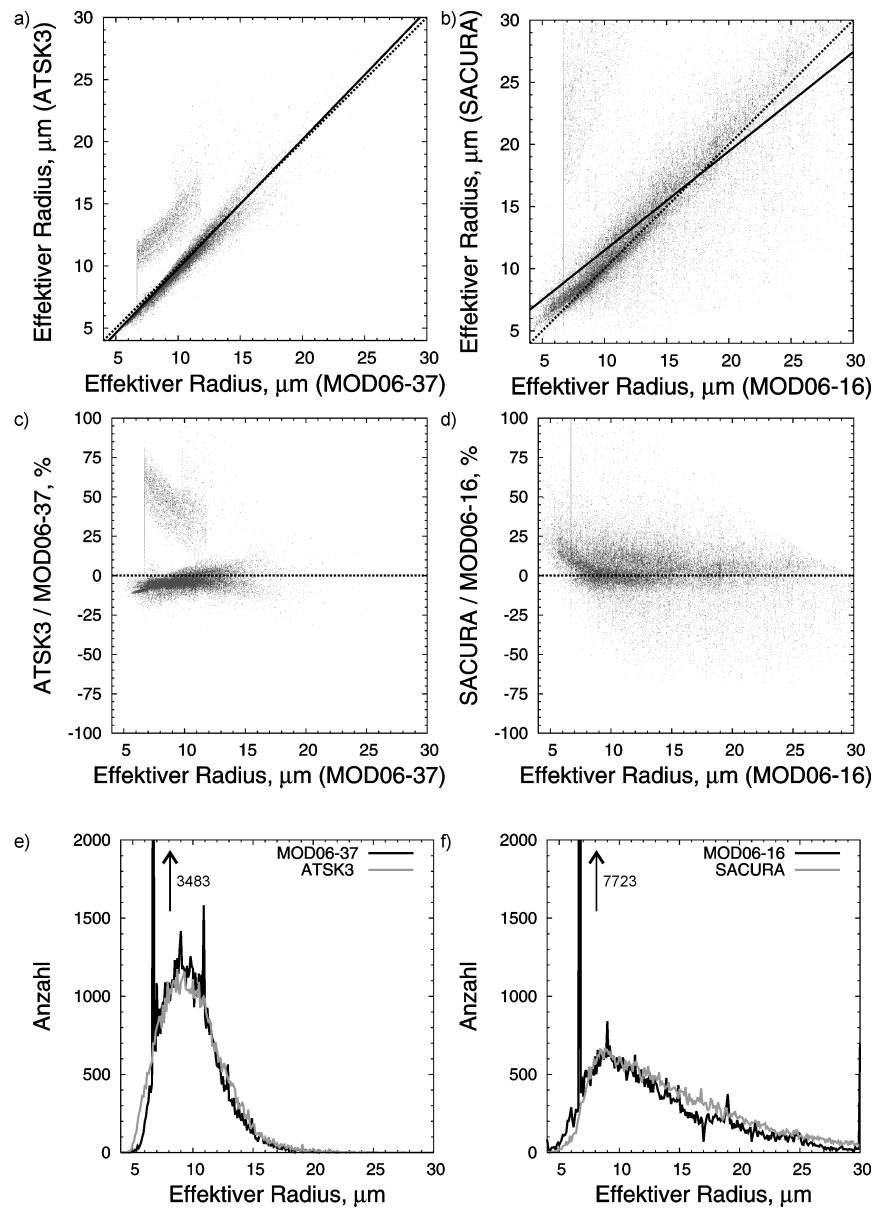 a)
30
25
20
15
10
5
Effektiver Radius, μm (ATSK3)
5 10 15 20 25 30
Effektiver Radius, μm (MOD06-37)
b)
30
25
20
15
10
5
Effektiver Radius, μm (SACURA)
5 10 15 20 25 30
Effektiver Radius, μm (MOD06-16)
c)
100
75
50
25
0
-25
-50
-75
-100
ATSK3 / MOD06-37, %
5 10 15 20 25 30
Effektiver Radius, μm (MOD06-37)
d)
100
75
50
25
0
-25
-50
-75
-100
SACURA / MOD06-16, %
5 10 15 20 25 30
Effektiver Radius, μm (MOD06-16)
e)
2000
1500
1000
500
0
Anzahl
MOD06-37
ATSK3
3483
5 10 15 20 25 30
Effektiver Radius, μm
f)
2000
1500
1000
500
0
Anzahl
MOD06-16
SACURA
7723
5 10 15 20 25 30
Effektiver Radius, μm